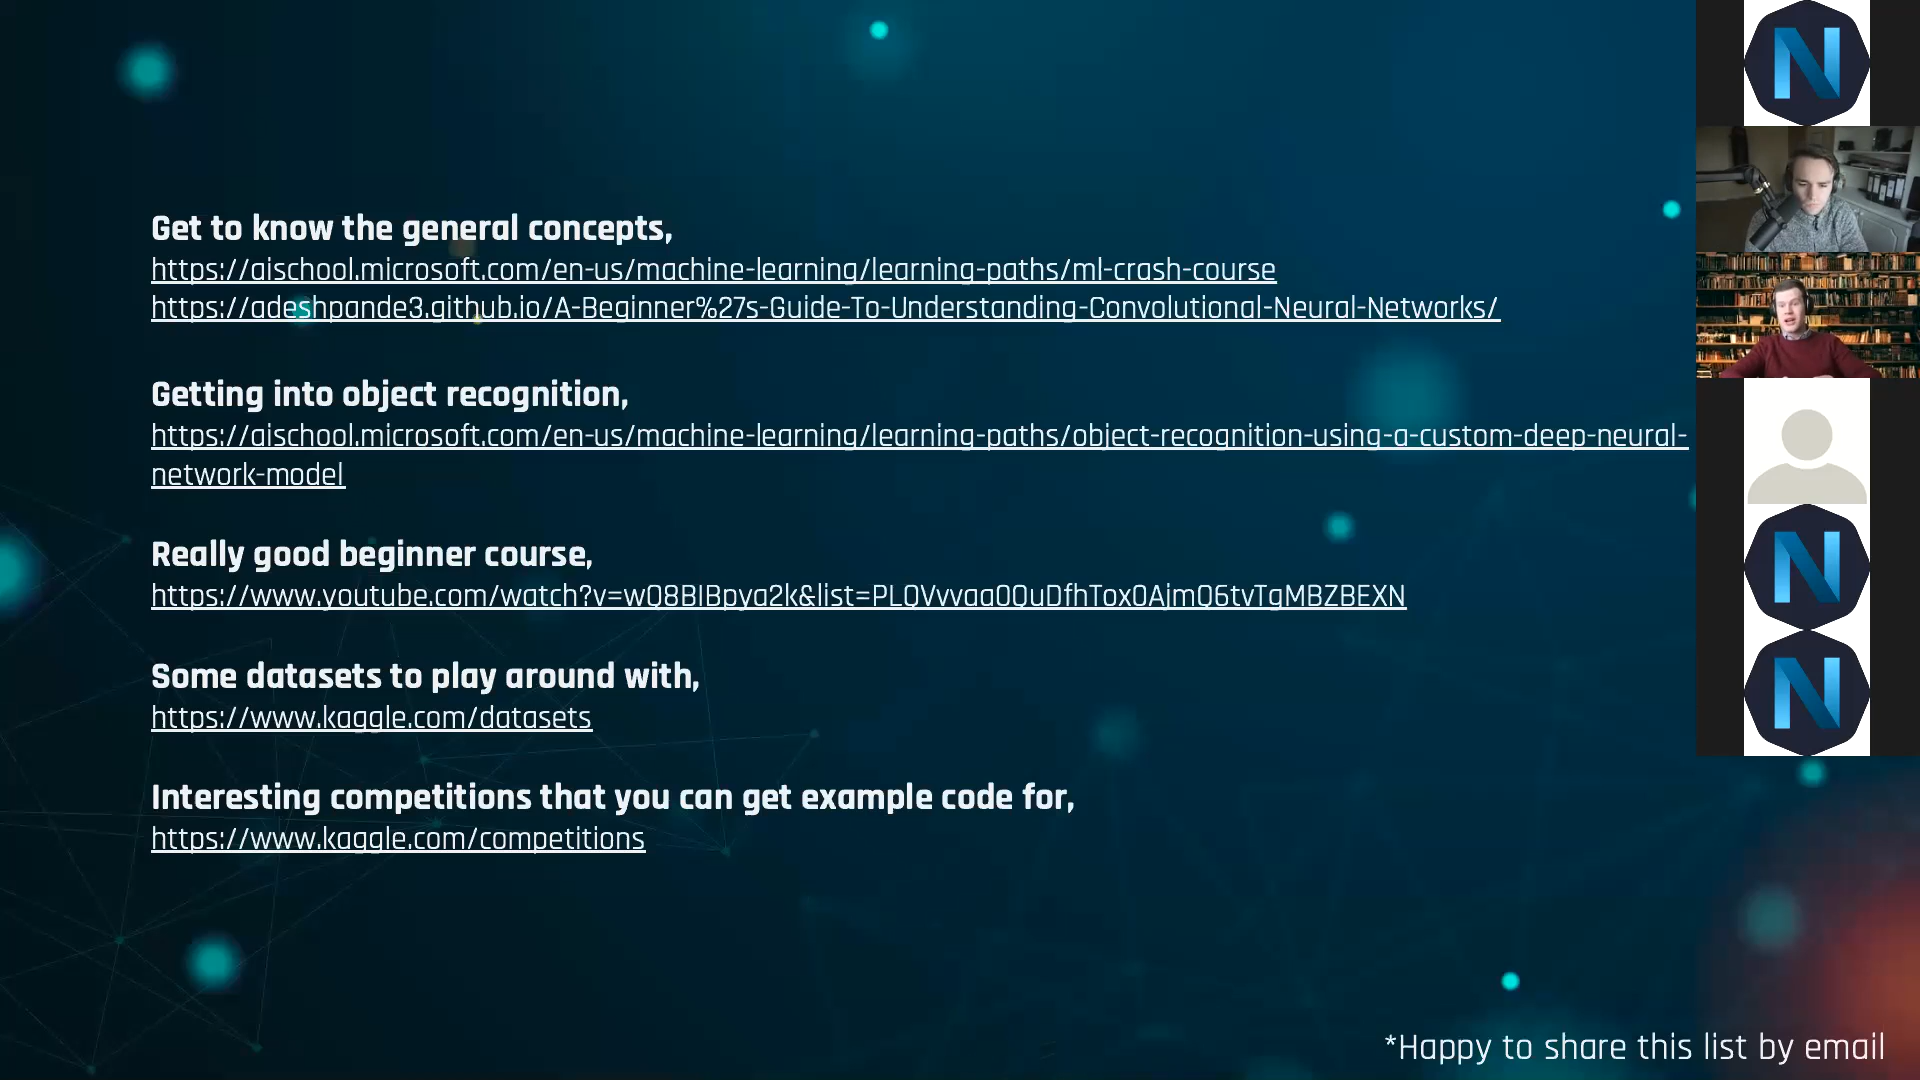 Get to know the general concepts,
https://aischool.microsoft.com/en-us/machine-learning/learning-paths/ml-crash-course
https://adeshpande3.github.io/A-Beginner%27s-Guide-To-Understanding-Convolutional-Neural-Networks/
Getting into object recognition,
https://aischool.microsoft.com/en-us/machine-learning/learning-paths/object-recognition-using-a-custom-deep-neural-
network-model
Really good beginner course,
https://www.youtube.com/watch?v=wQ8BIBpya2k&list=PLQVvvaa0QuDfhTox0AjmQ6tvTgMBZBEXN
Some datasets to play around with,
https://www.kaggle.com/datasets
Interesting competitions that you can get example code for,
https://www.kaggle.com/competitions
*Happy to share this list by email
N
N
N